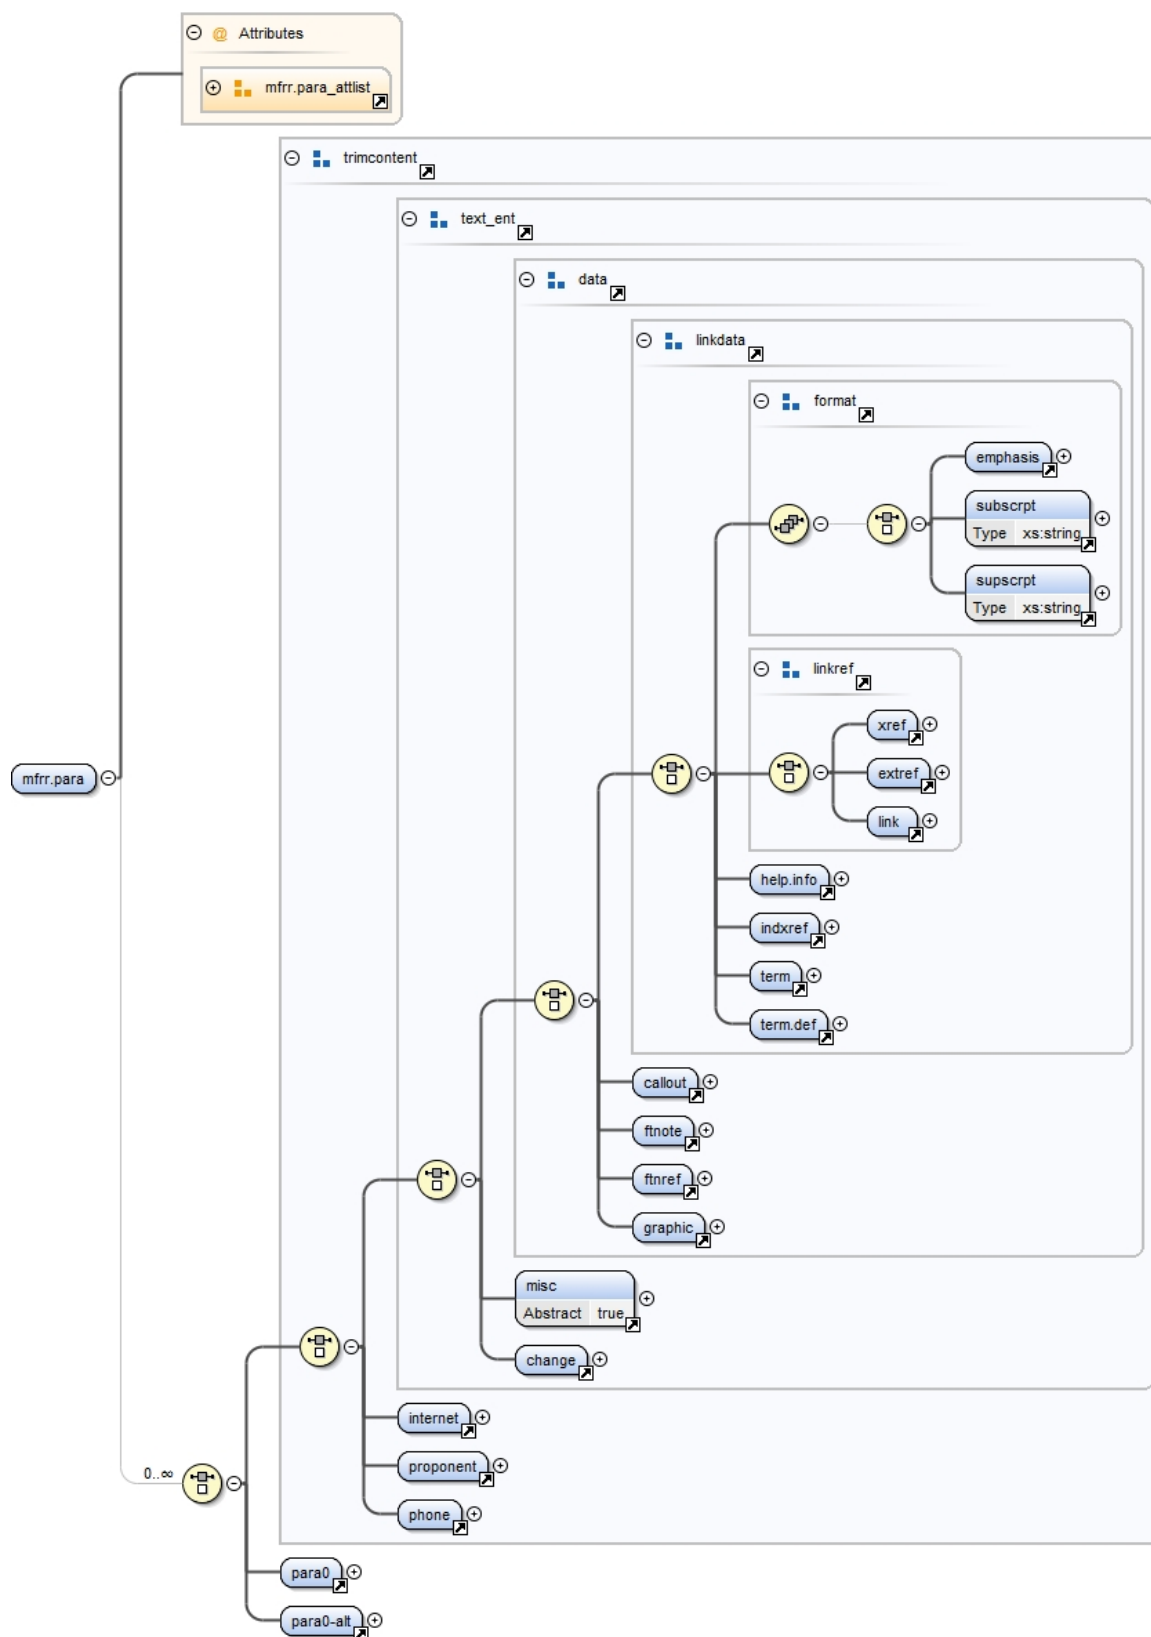 Attributes
mfrr.para_attlist
trimcontent
text_ent
data
linkdata
format
emphasis
subscrpt
Type xs:string
supscrpt
Type xs:string
linkref
xref
mfrr.para
extref
link
help.info
indxref
term
term.def
callout
ftnote
ftnref
graphic
misc
Abstract true
change
internet
proponent
0..∞
phone
para0
para0-alt